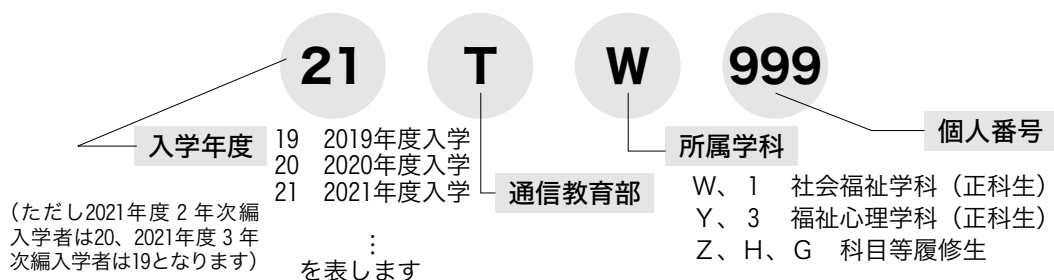 21 T W 999
入学年度
19 2019年度入学
20 2020年度入学
21 2021年度入学
⋮
を表します
(ただし2021年度2年次編
入学者は20、2021年度3年
次編入学者は19となります)
通信教育部
所属学科
W、1 社会福祉学科(正科生)
Y、3 福祉心理学科(正科生)
Z、H、G 科目等履修生
個人番号